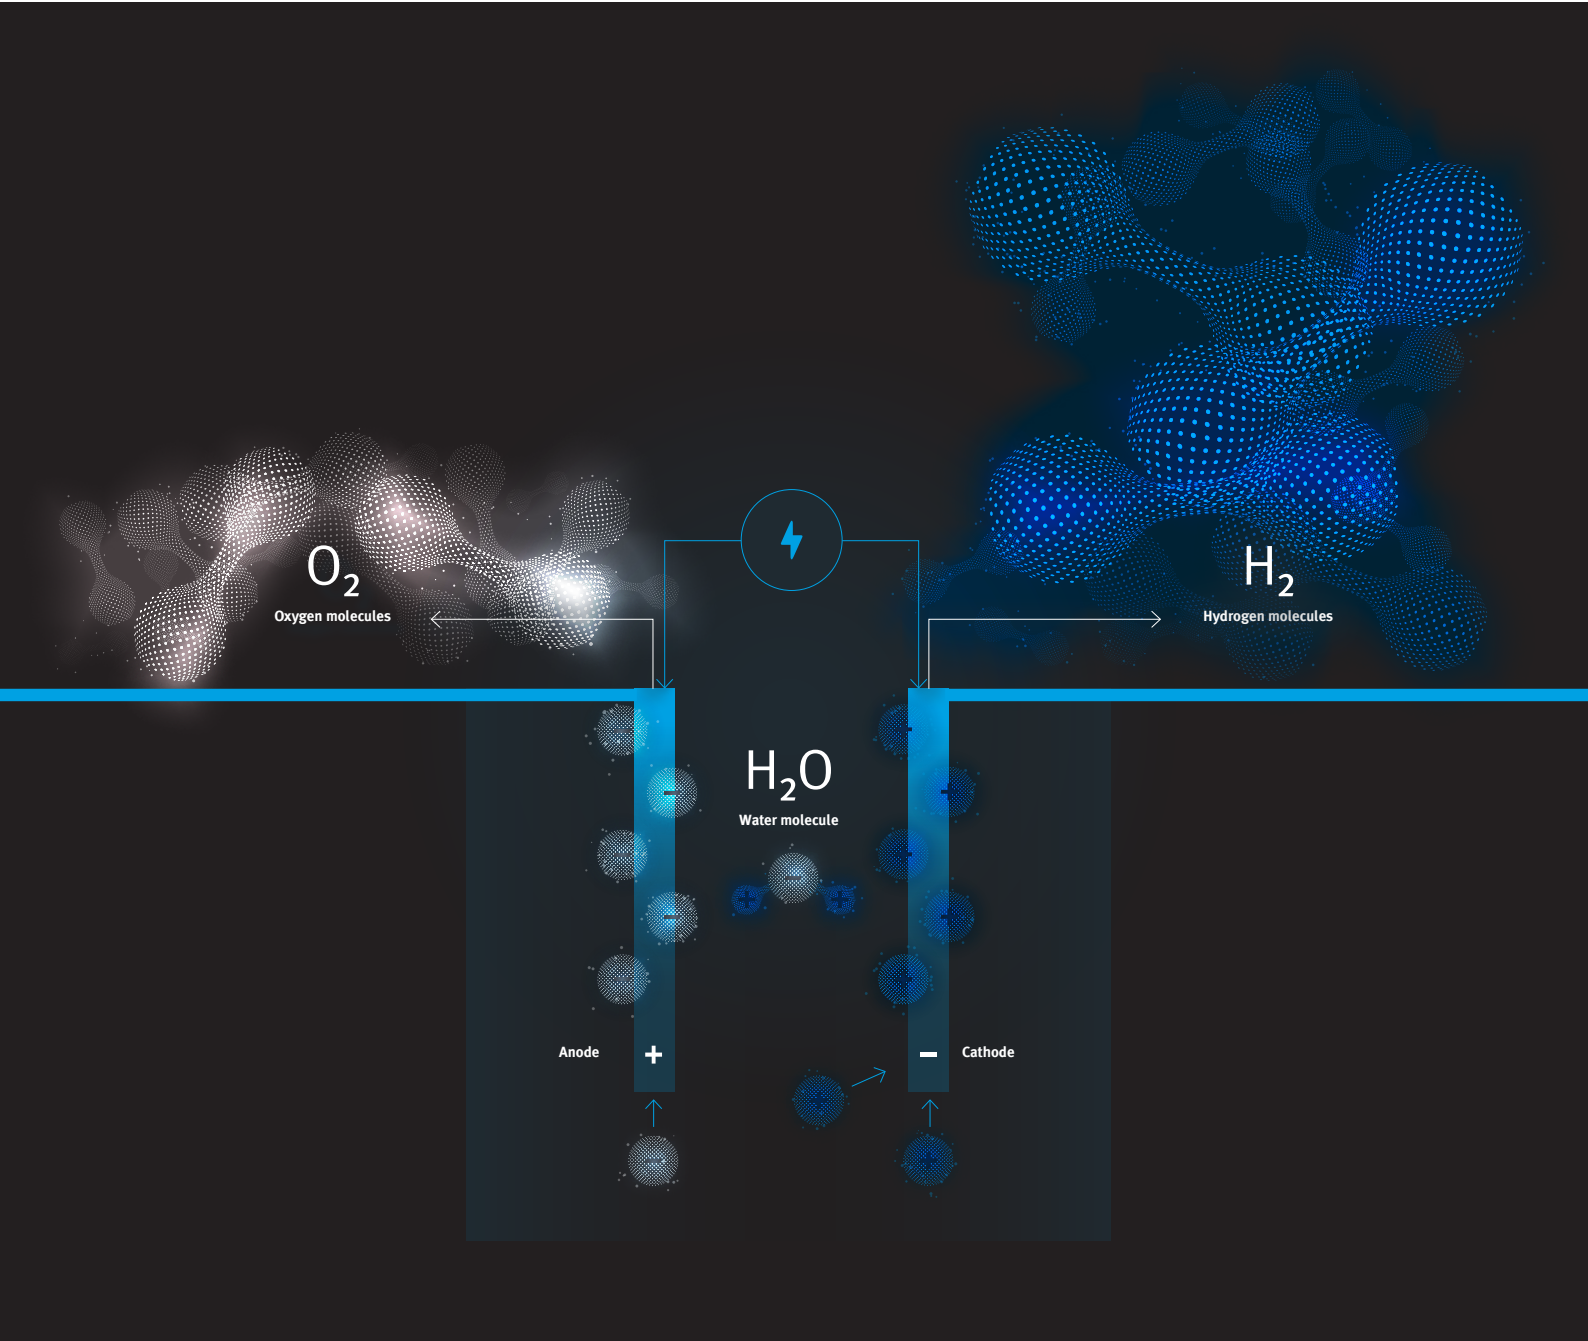 O₂
Oxygen molecules
H₂
Hydrogen molecules
H₂O
Water molecule
Anode
+
−
Cathode